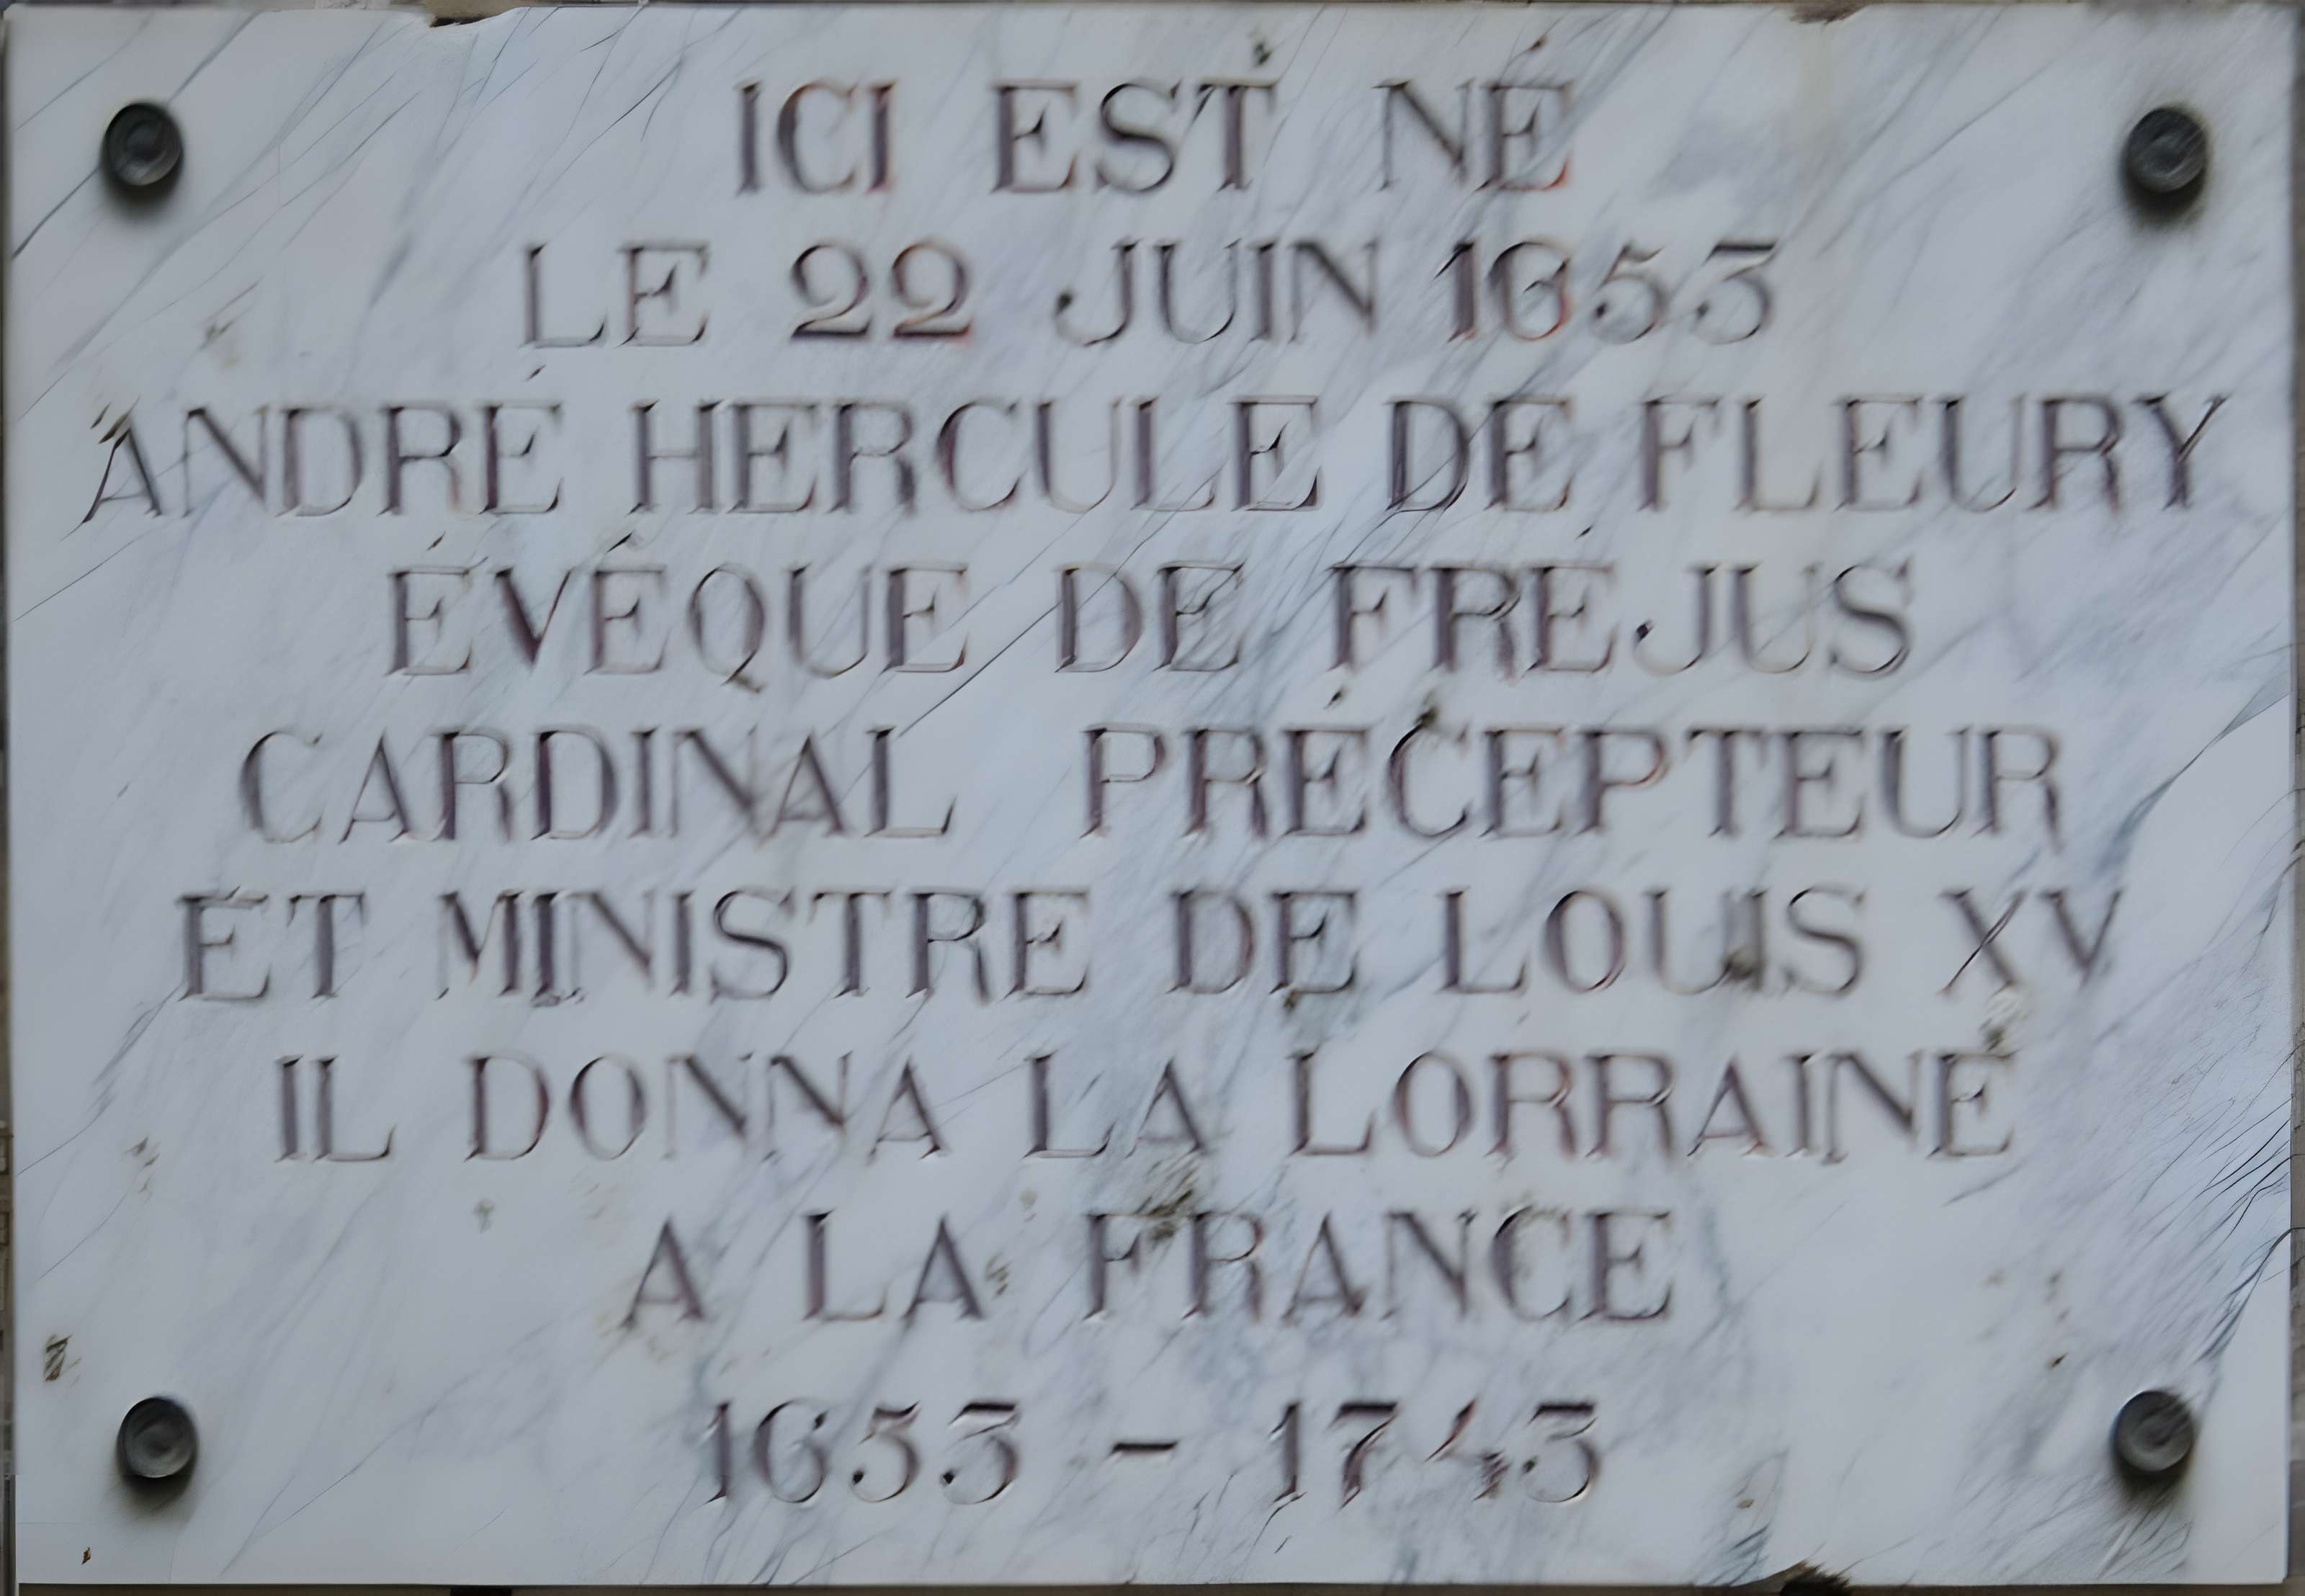 ICI EST NÉ
LE 22 JUIN 1653
ANDRÉ HERCULE DE FLEURY
ÉVÉQUE DE FRÉJUS
CARDINAL PRÉCEPTEUR
ET MINISTRE DE LOUIS XV
IL DONNA LA LORRAINE
A LA FRANCE
1653 - 1743